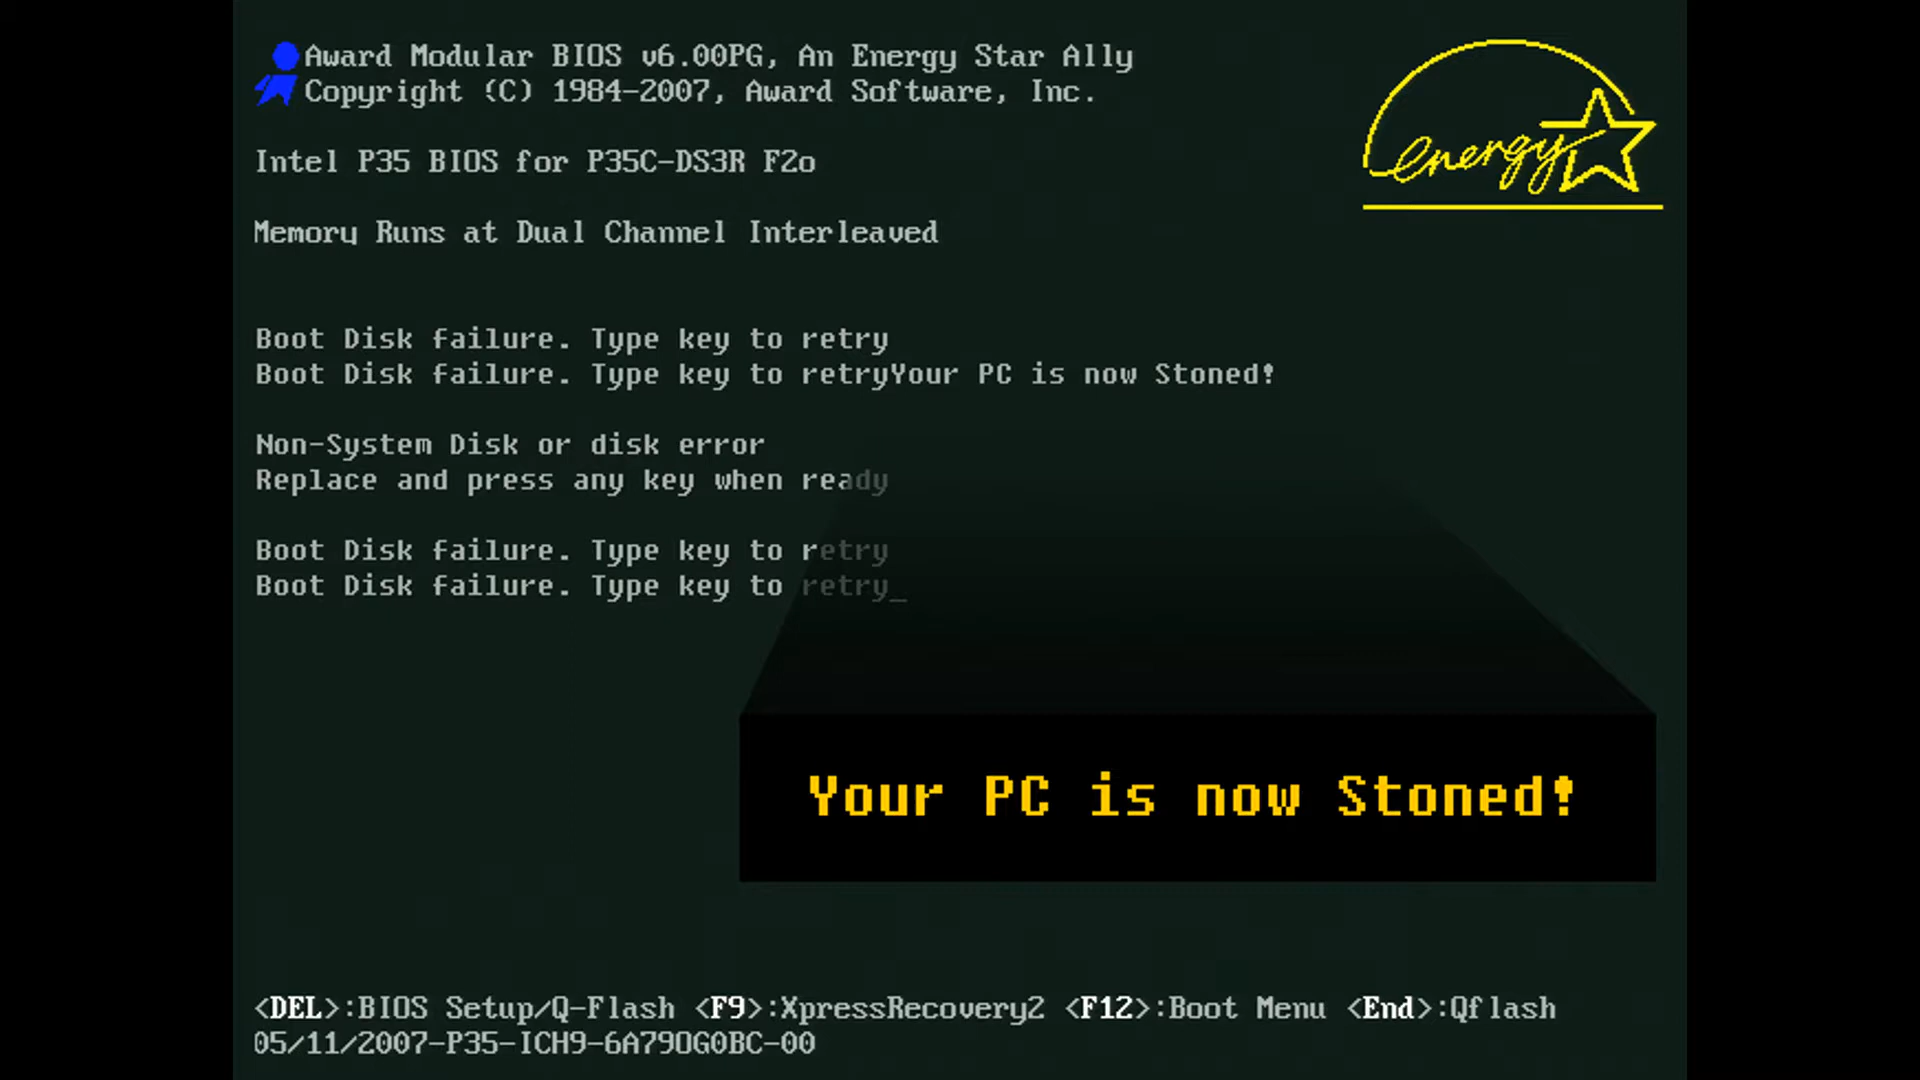 Award Modular BIOS v6.00PG, An Energy Star Ally
Copyright (C) 1984-2007, Award Software, Inc.
energy
Intel P35 BIOS for P35C-DS3R F2o
Memory Runs at Dual Channel Interleaved
Boot Disk failure. Type key to retry
Boot Disk failure. Type key to retryYour PC is now Stoned!
Non-System Disk or disk error
Replace and press any key when ready
Boot Disk failure. Type key to retry
Boot Disk failure. Type key to retry_
Your PC is now Stoned!
<DEL>:BIOS Setup/Q-Flash <F9>:XpressRecovery2 <F12>:Boot Menu <End>:Qflash
05/11/2007-P35-ICH9-6A79OG0BC-00